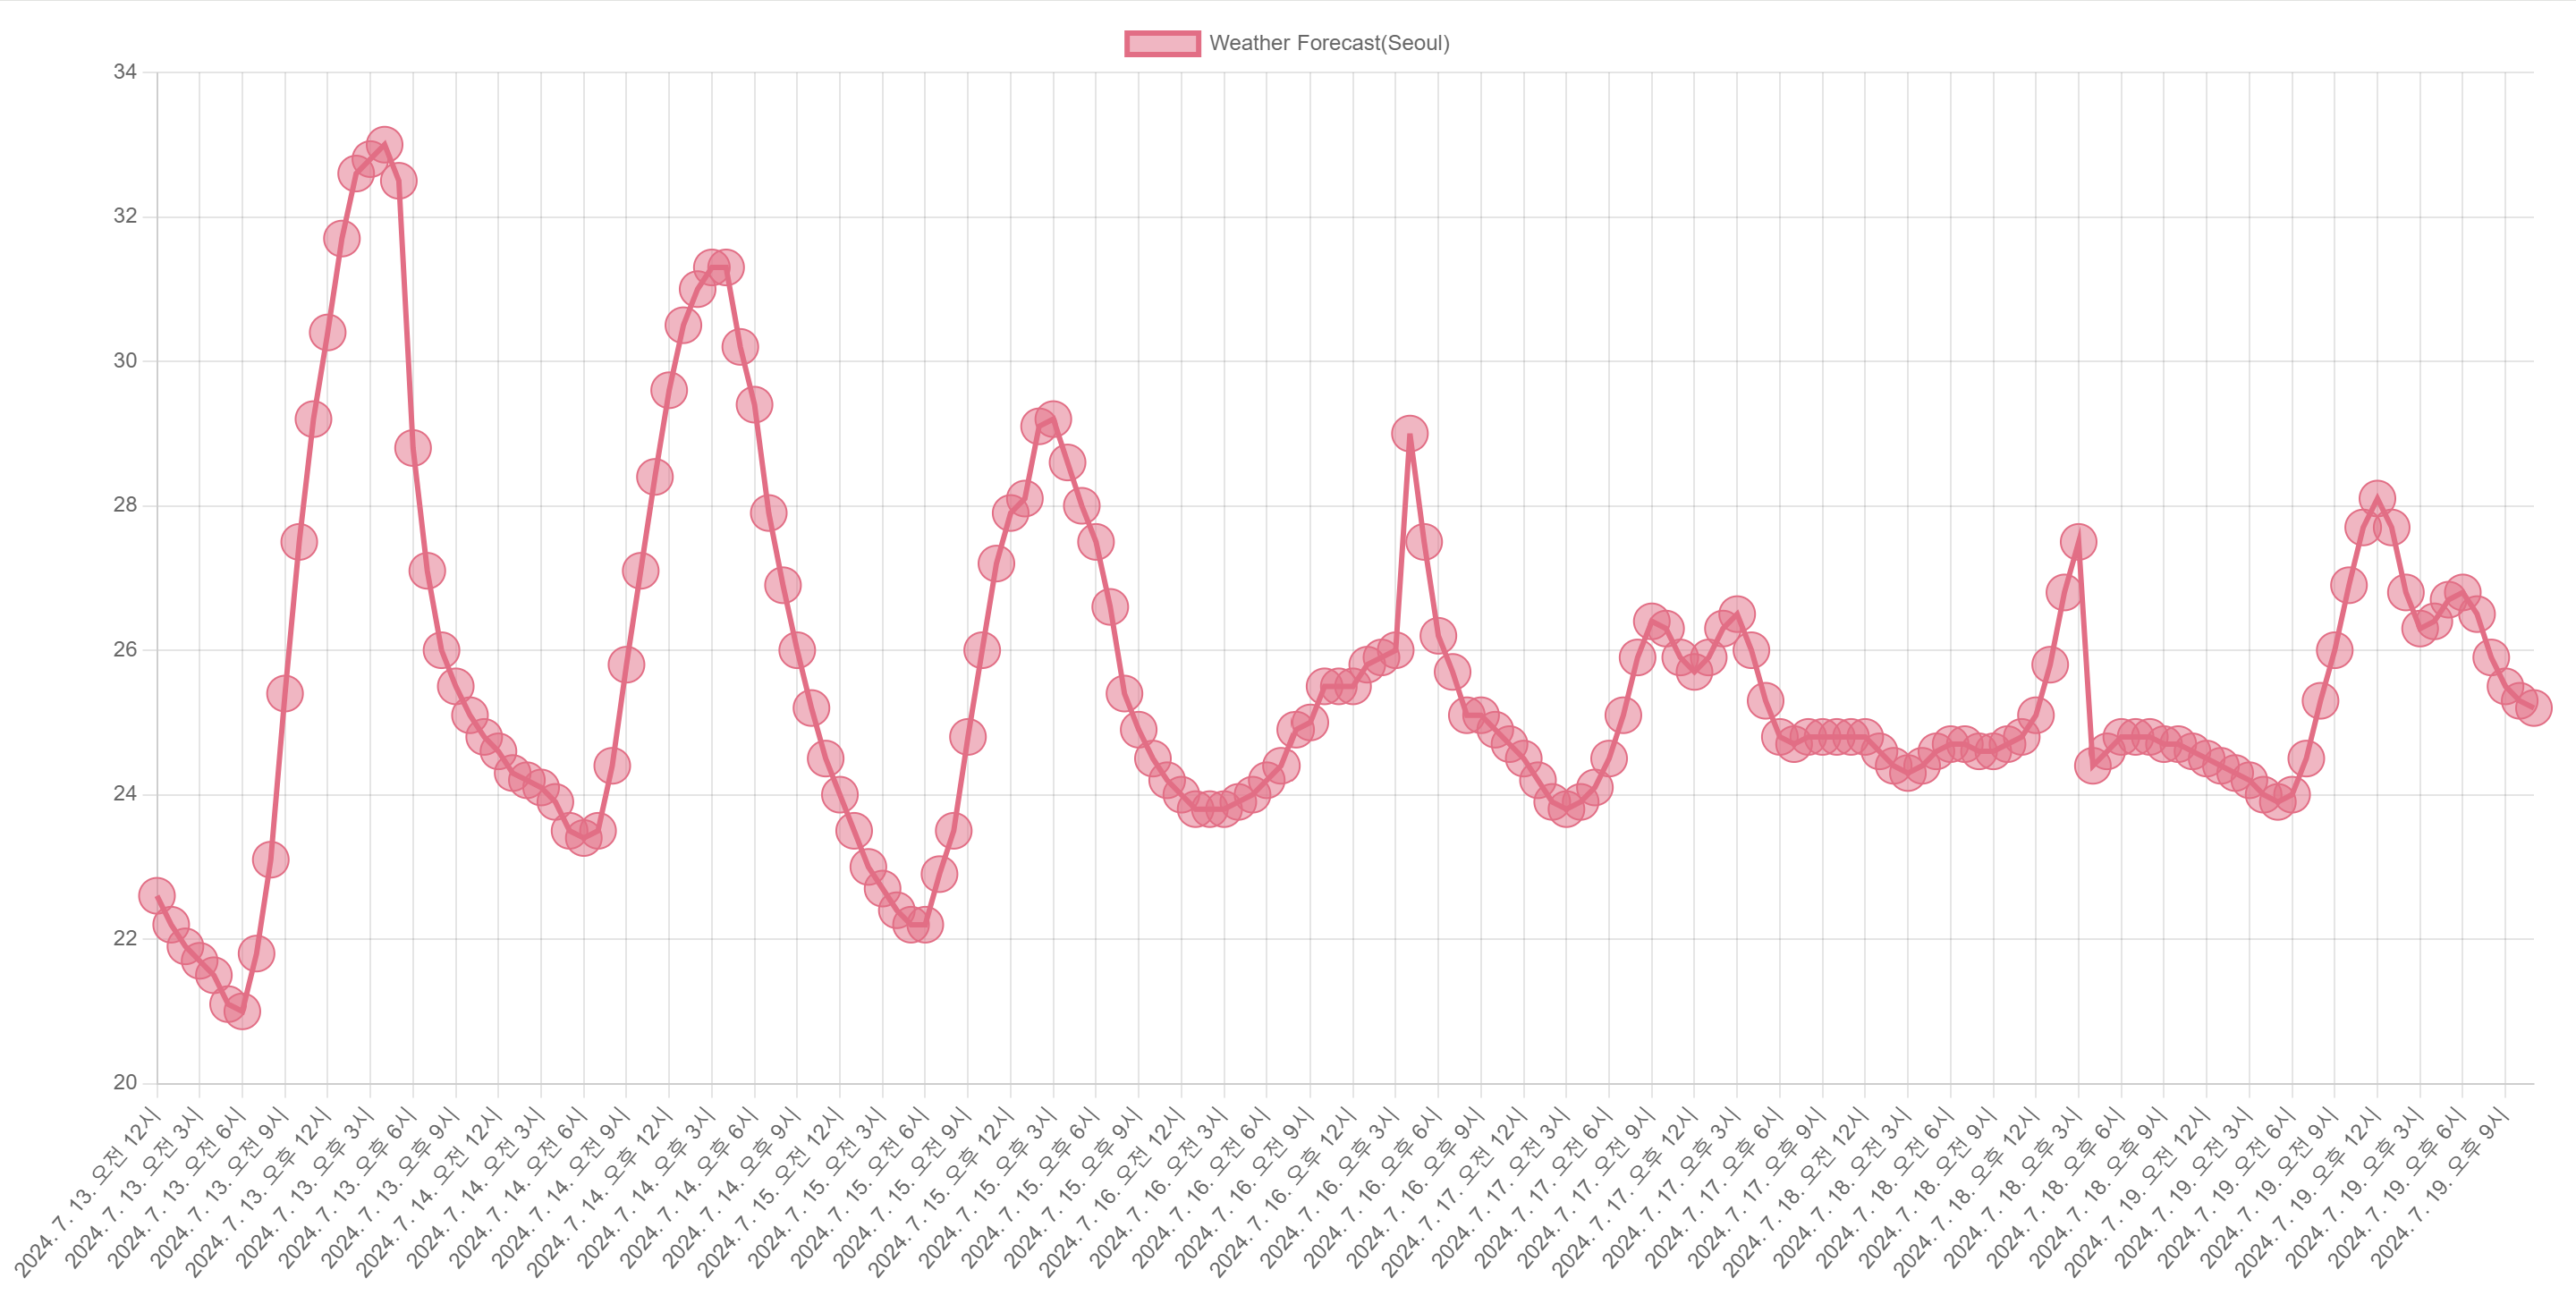 Weather Forecast(Seoul)
34
32
30
28
26
24
22
20
2024. 7. 13. 오전 12시
2024. 7. 13. 오전 3시
2024. 7. 13. 오전 6시
2024. 7. 13. 오전 9시
2024. 7. 13. 오후 12시
2024. 7. 13. 오후 3시
2024. 7. 13. 오후 6시
2024. 7. 13. 오후 9시
2024. 7. 14. 오전 12시
2024. 7. 14. 오전 3시
2024. 7. 14. 오전 6시
2024. 7. 14. 오전 9시
2024. 7. 14. 오후 12시
2024. 7. 14. 오후 3시
2024. 7. 14. 오후 6시
2024. 7. 14. 오후 9시
2024. 7. 15. 오전 12시
2024. 7. 15. 오전 3시
2024. 7. 15. 오전 6시
2024. 7. 15. 오전 9시
2024. 7. 15. 오후 12시
2024. 7. 15. 오후 3시
2024. 7. 15. 오후 6시
2024. 7. 15. 오후 9시
2024. 7. 16. 오전 12시
2024. 7. 16. 오전 3시
2024. 7. 16. 오전 6시
2024. 7. 16. 오전 9시
2024. 7. 16. 오후 12시
2024. 7. 16. 오후 3시
2024. 7. 16. 오후 6시
2024. 7. 16. 오후 9시
2024. 7. 17. 오전 12시
2024. 7. 17. 오전 3시
2024. 7. 17. 오전 6시
2024. 7. 17. 오전 9시
2024. 7. 17. 오후 12시
2024. 7. 17. 오후 3시
2024. 7. 17. 오후 6시
2024. 7. 17. 오후 9시
2024. 7. 18. 오전 12시
2024. 7. 18. 오전 3시
2024. 7. 18. 오전 6시
2024. 7. 18. 오전 9시
2024. 7. 18. 오후 12시
2024. 7. 18. 오후 3시
2024. 7. 18. 오후 6시
2024. 7. 18. 오후 9시
2024. 7. 19. 오전 12시
2024. 7. 19. 오전 3시
2024. 7. 19. 오전 6시
2024. 7. 19. 오전 9시
2024. 7. 19. 오후 12시
2024. 7. 19. 오후 3시
2024. 7. 19. 오후 6시
2024. 7. 19. 오후 9시